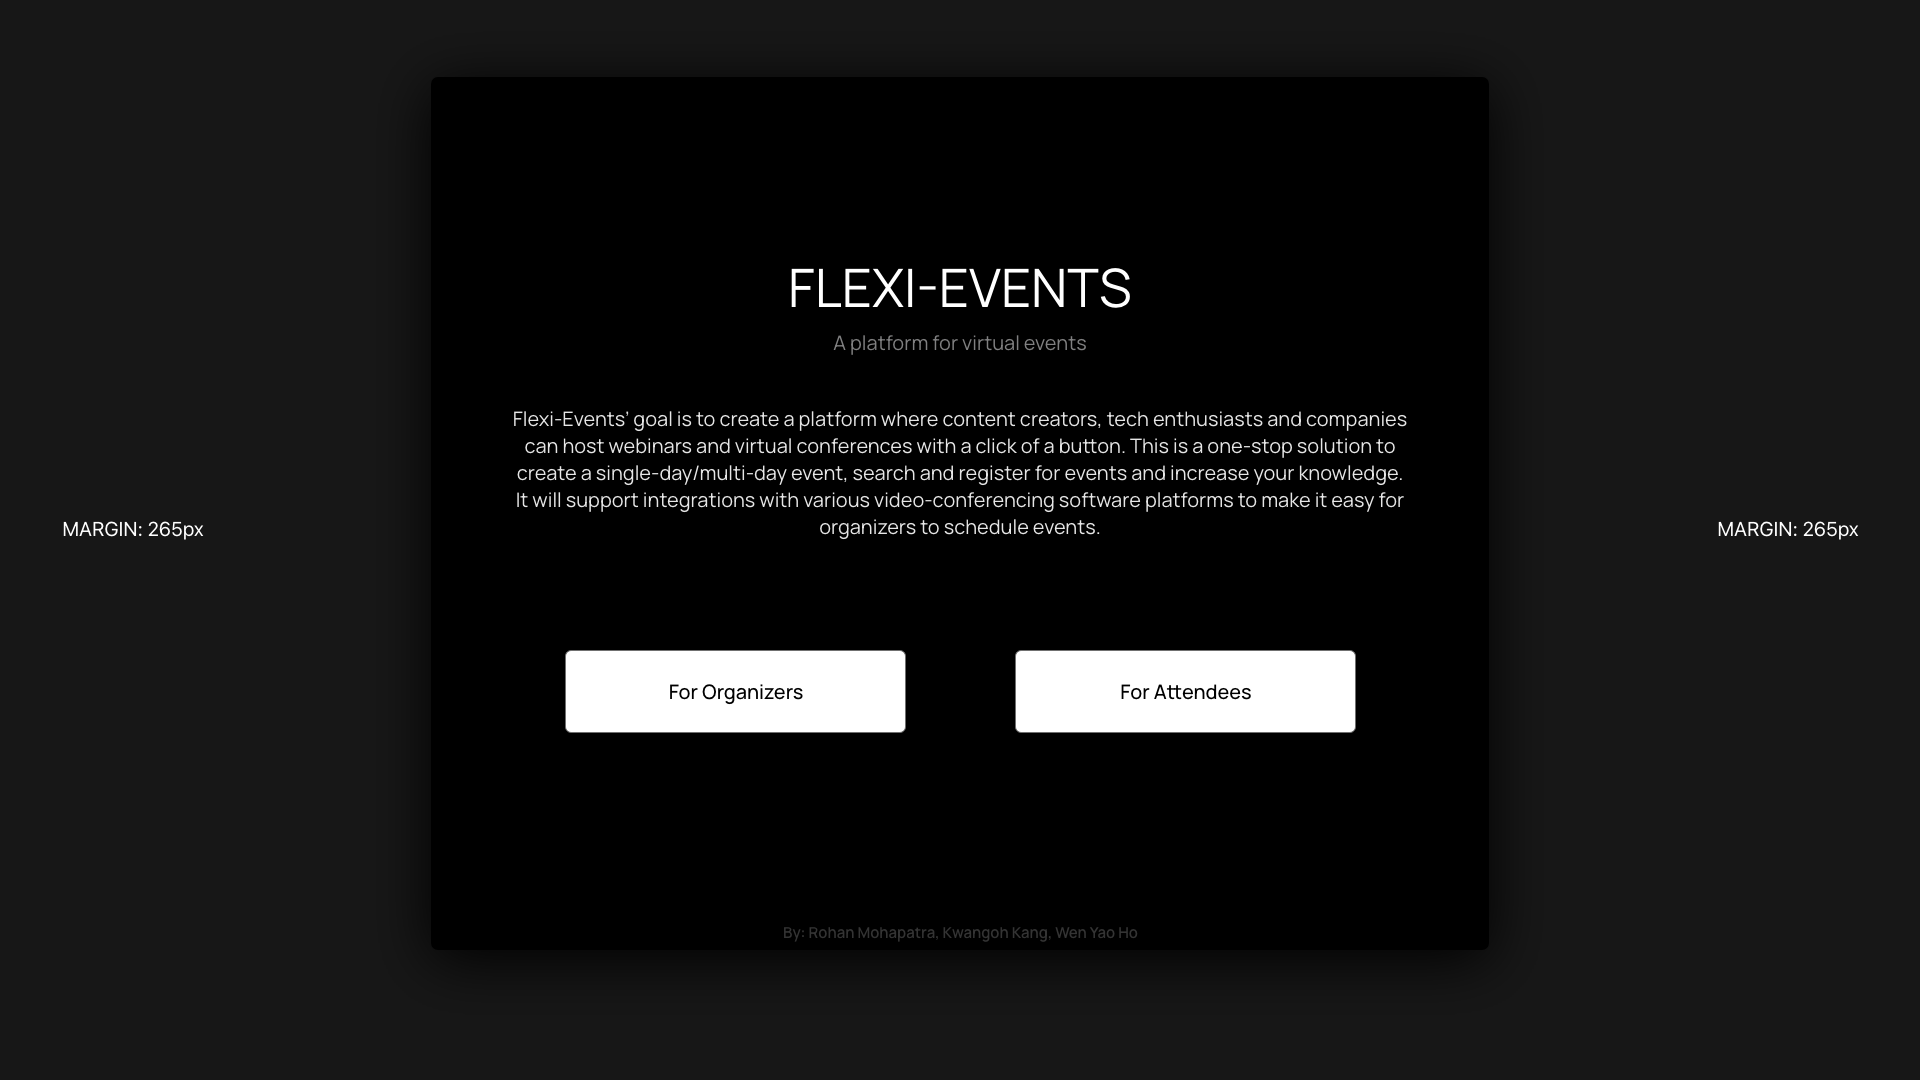 FLEXI-EVENTS
A platform for virtual events
Flexi-Events’ goal is to create a platform where content creators, tech enthusiasts and companies
can host webinars and virtual conferences with a click of a button. This is a one-stop solution to
create a single-day/multi-day event, search and register for events and increase your knowledge.
It will support integrations with various video-conferencing software platforms to make it easy for
organizers to schedule events.
MARGIN: 265px
MARGIN: 265px
For Organizers
For Attendees
By: Rohan Mohapatra, Kwangoh Kang, Wen Yao Ho